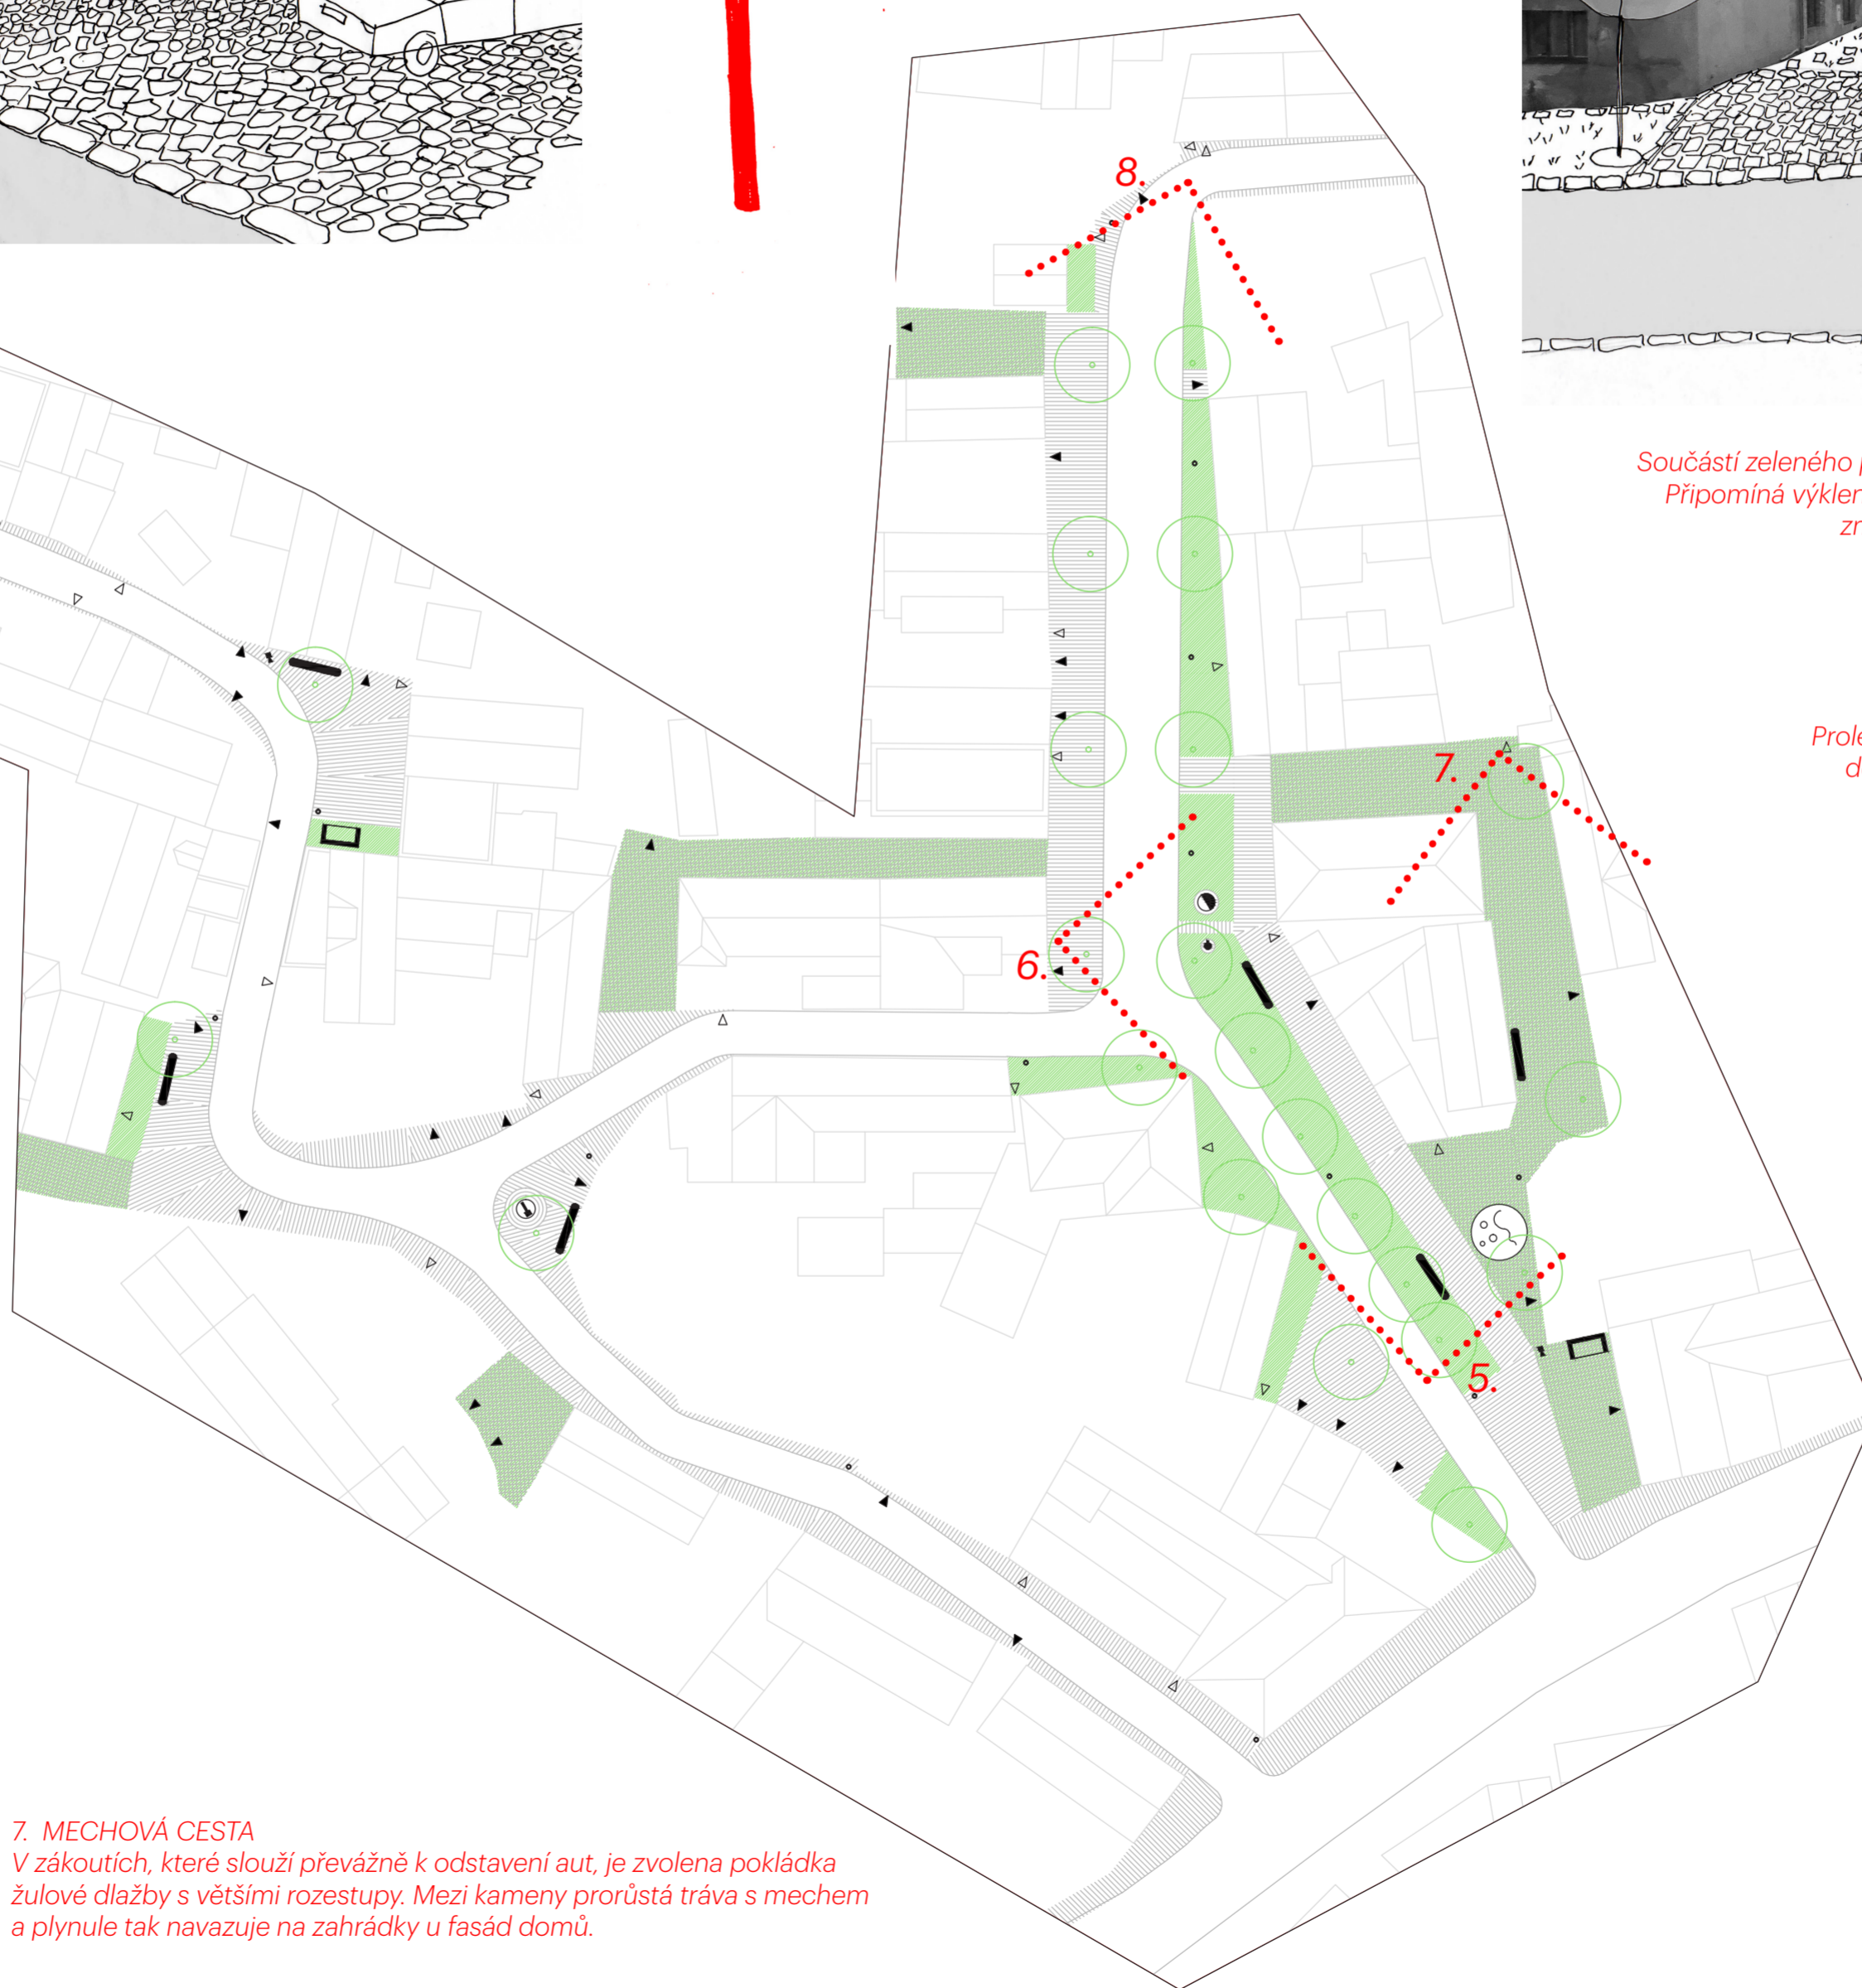 8.
Součástí zeleného
Připomíná
7.
6.
5.
7. MECHOVÁ CESTA
V zákoutích, které slouží převážně k odstavení aut, je zvolena pokládka
žulové dlažby s většími rozestupy. Mezi kameny prorůstá tráva s mechem
a plynule tak navazuje na zahrádky u fasád domů.